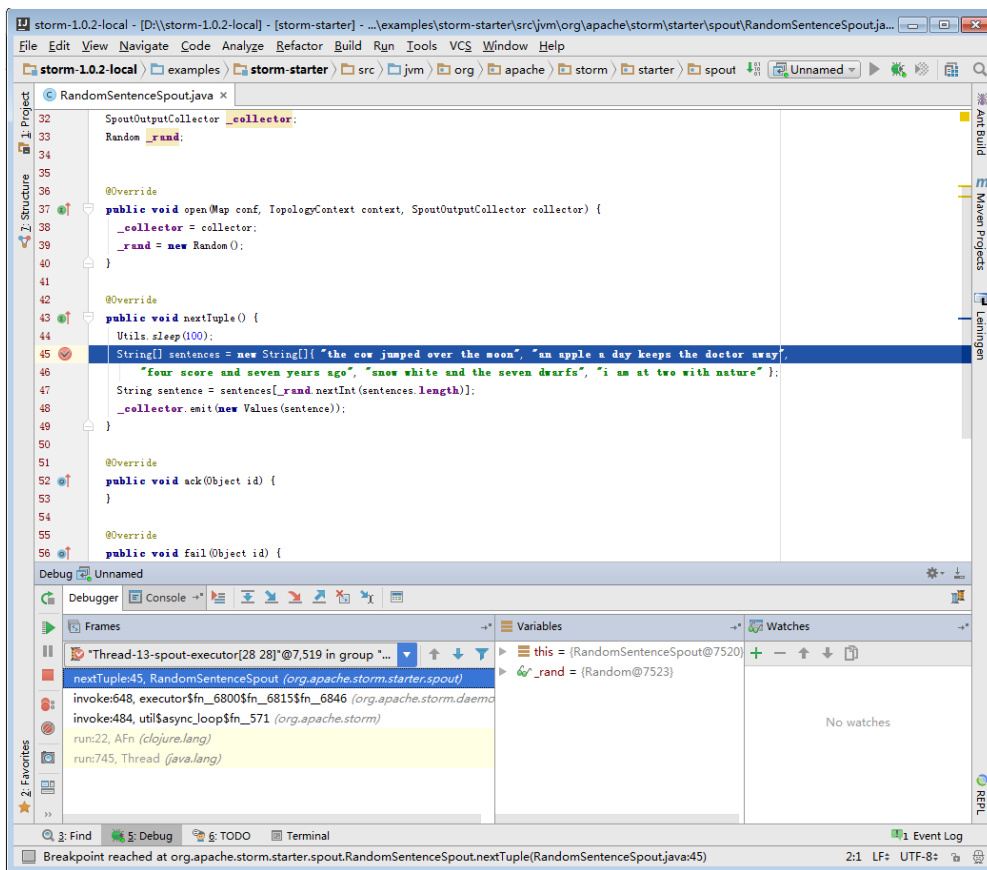 storm-1.0.2-local - [D:\\storm-1.0.2-local] - [storm-starter] - ...\examples\storm-starter\src\jvm\org\apache\storm\starter\spout\RandomSentenceSpout.ja...
File Edit View Navigate Code Analyze Refactor Build Run Tools VCS Window Help
storm-1.0.2-local examples storm-starter src jvm org apache storm starter spout Unnamed
RandomSentenceSpout.java ×
1: Project
7: Structure
2: Favorites
32 SpoutOutputCollector _collector;
33 Random _rand;
34
35
36 @Override
37 public void open(Map conf, TopologyContext context, SpoutOutputCollector collector) {
38 _collector = collector;
39 _rand = new Random();
40 }
41
42 @Override
43 public void nextTuple() {
44 Utils.sleep(100);
45 String[] sentences = new String[]{ "the cow jumped over the moon", "an apple a day keeps the doctor away",
46 "four score and seven years ago", "snow white and the seven dwarfs", "i am at two with nature" };
47 String sentence = sentences[_rand.nextInt(sentences.length)];
48 _collector.emit(new Values(sentence));
49 }
50
51 @Override
52 public void ack(Object id) {
53 }
54
55 @Override
56 public void fail(Object id) {
Ant Build
Maven Projects
Leiningen
REPL
Debug Unnamed
Debugger Console
Frames Variables Watches
"Thread-13-spout-executor[28 28]"@7,519 in group "...
nextTuple:45, RandomSentenceSpout (org.apache.storm.starter.spout)
invoke:648, executor$fn__6800$fn__6815$fn__6846 (org.apache.storm.daemo
invoke:484, util$async_loop$fn__571 (org.apache.storm)
run:22, AFn (clojure.lang)
run:745, Thread (java.lang)
this = {RandomSentenceSpout@7520}
_rand = {Random@7523}
No watches
3: Find 5: Debug 6: TODO Terminal 1 Event Log
Breakpoint reached at org.apache.storm.starter.spout.RandomSentenceSpout.nextTuple(RandomSentenceSpout.java:45) 2:1 LF UTF-8